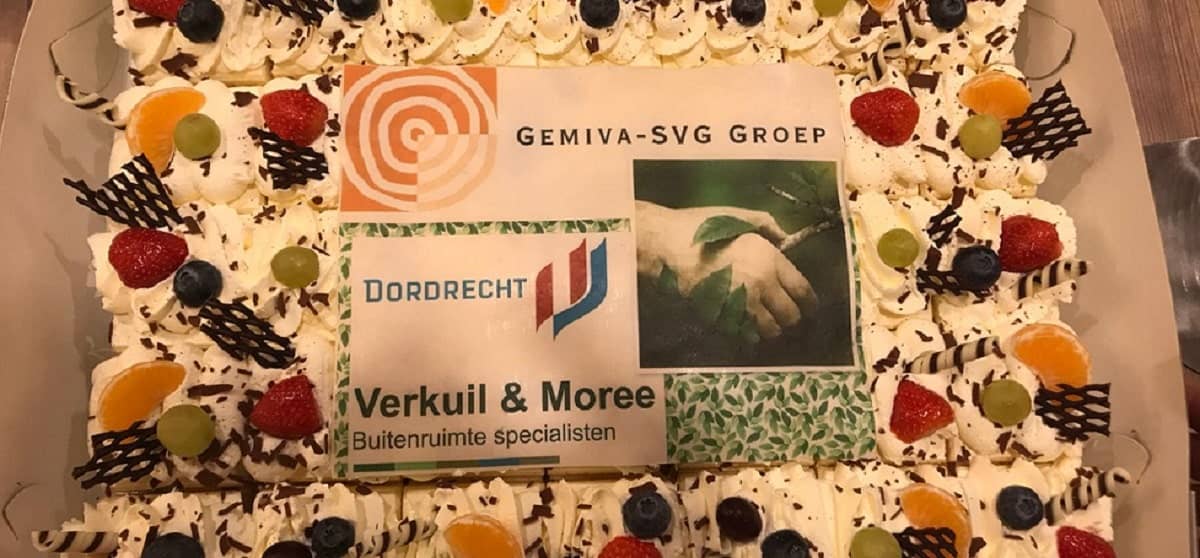 GEMIVA-SVG GROEP
DORDRECHT
Verkuil & Moree
Buitenruimte specialisten